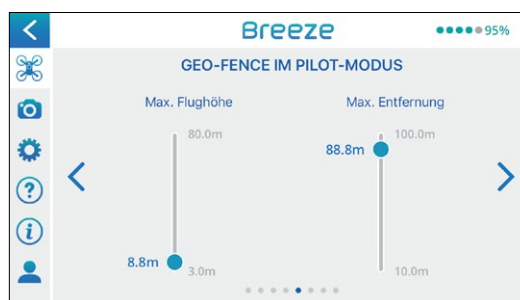 Breeze
95%
GEO-FENCE IM PILOT-MODUS
Max. Flughöhe
Max. Entfernung
80.0m
100.0m
88.8m
8.8m
3.0m
10.0m
?
i